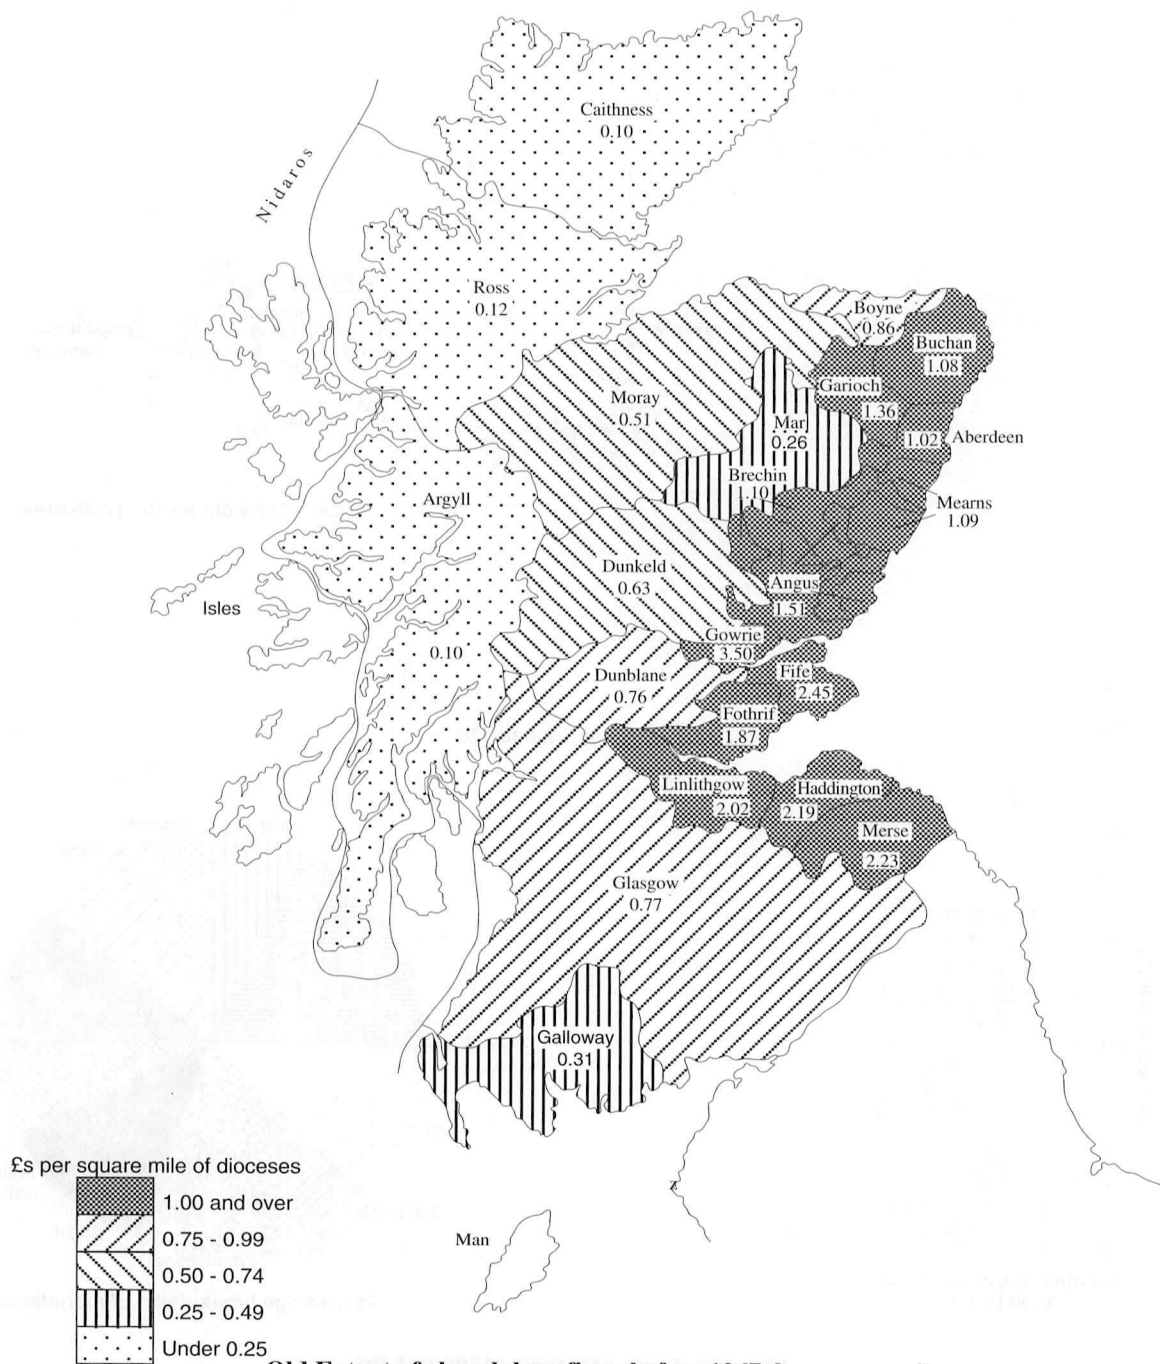 Caithness
0.10
Nidaros
Ross
0.12
Boyne
0.86
Buchan
1.08
Moray
0.51
Garioch
1.36
Mar
0.26
1.02 Aberdeen
Brechin
1.10
Mearns
1.09
Argyll
Dunkeld
0.63
Angus
1.51
Isles
0.10
Gowrie
3.50
Dunblane
0.76
Fife
2.45
Fothrif
1.87
Linlithgow
2.02
Haddington
2.19
Merse
2.23
Glasgow
0.77
Galloway
0.31
£s per square mile of dioceses
1.00 and over
0.75 - 0.99
0.50 - 0.74
0.25 - 0.49
Under 0.25
Man